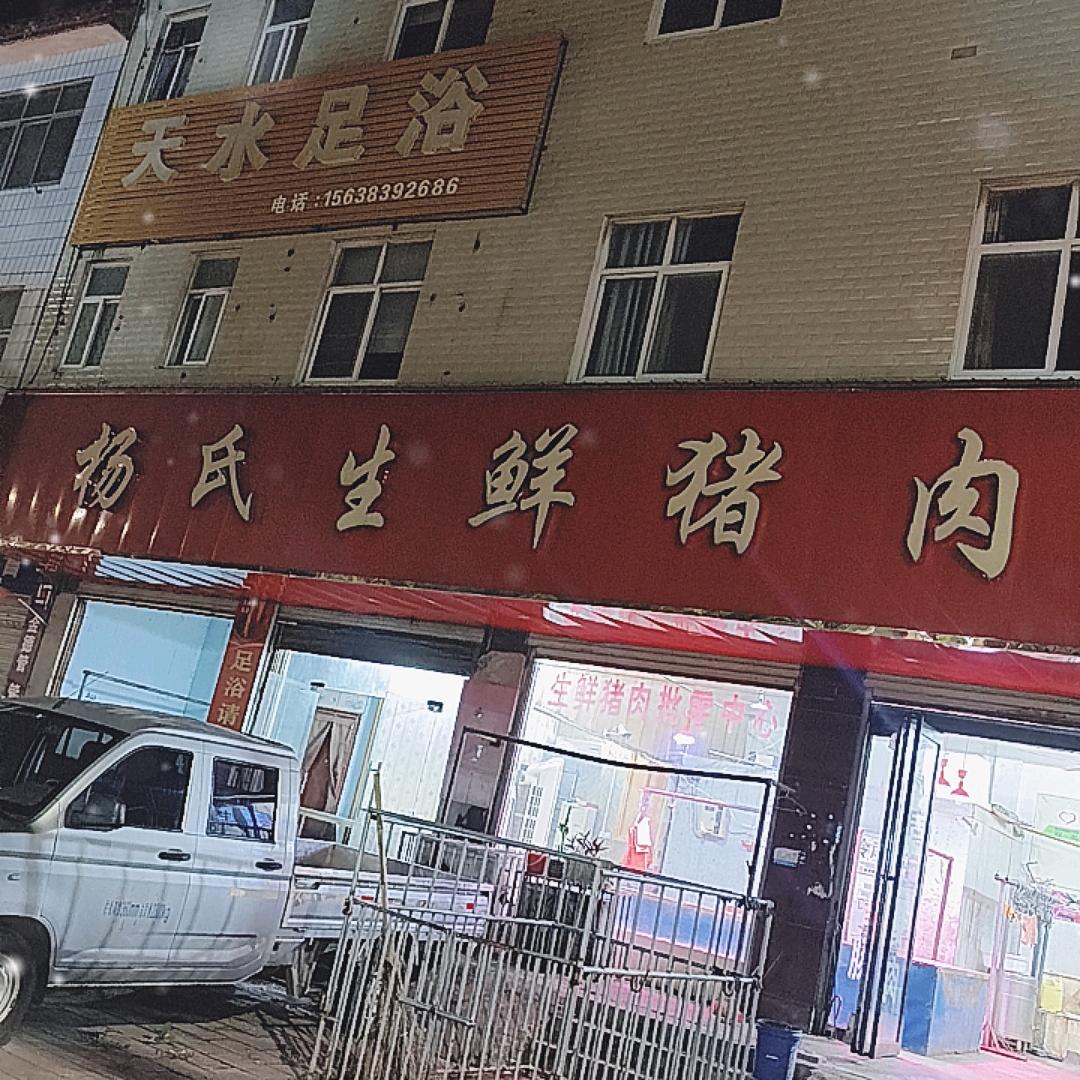 天水足浴
电话:15638392686
杨氏生鲜猪肉
足浴请
生鲜猪肉批零中心